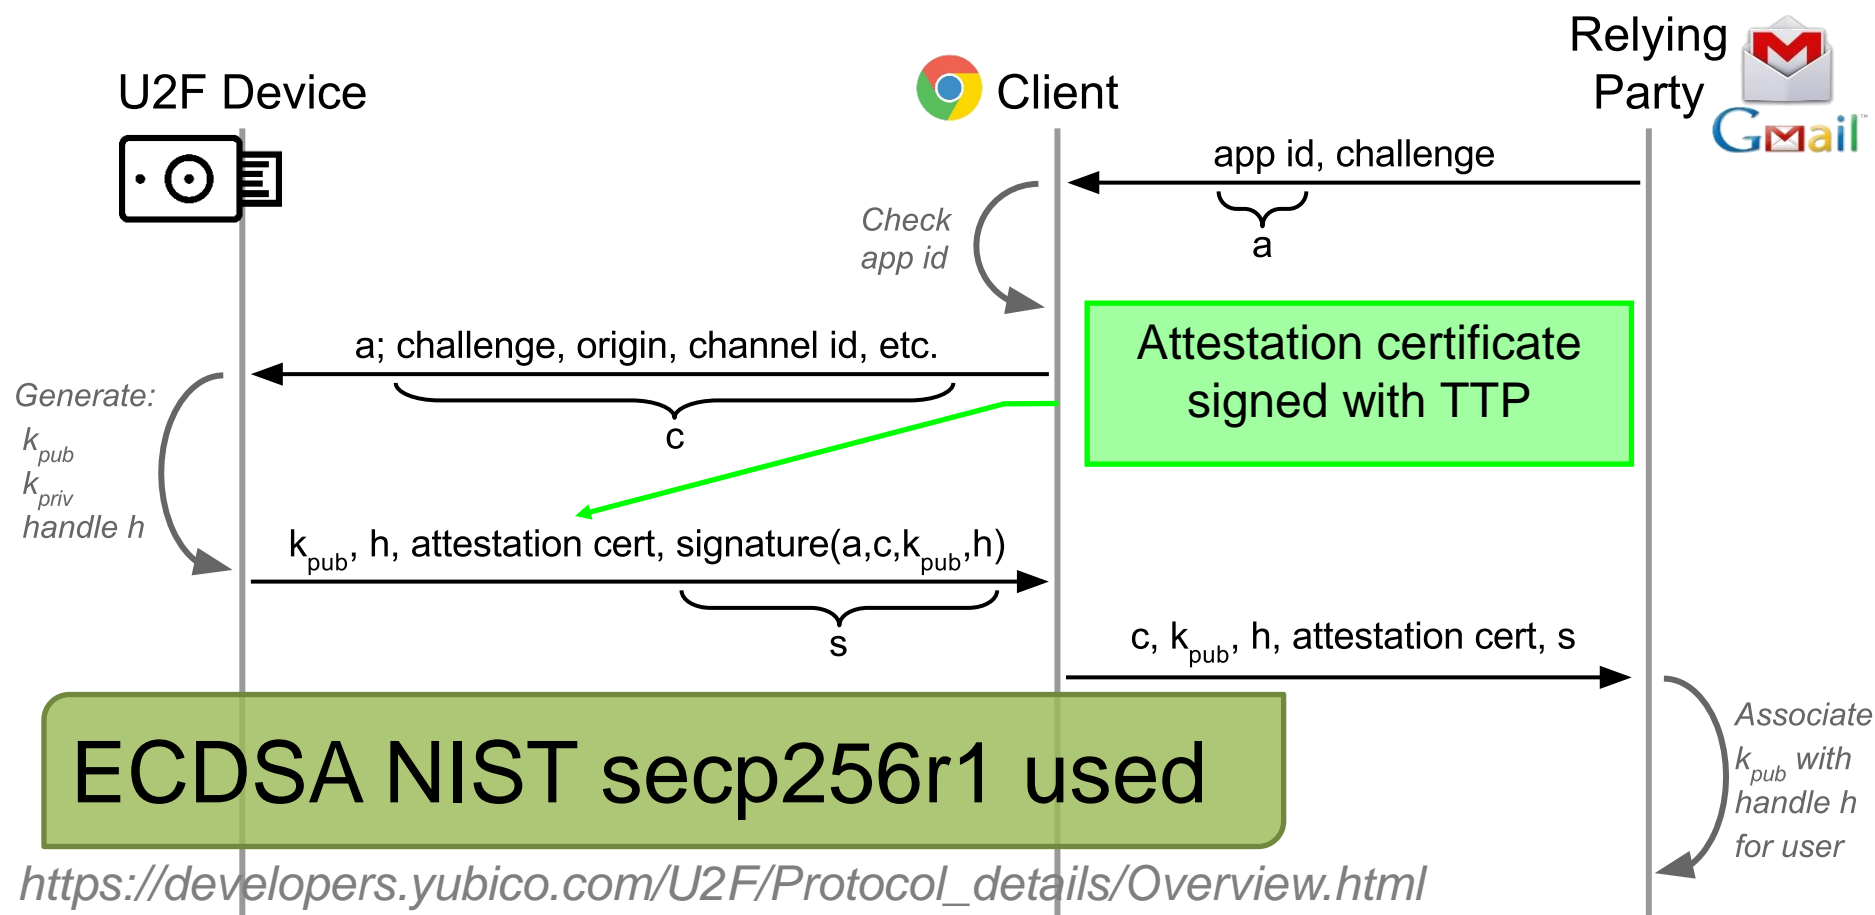 U2F Device
Client
Relying
Party
Gmail™
app id, challenge
a
Check
app id
Attestation certificate
signed with TTP
a; challenge, origin, channel id, etc.
c
Generate:
kpub
kpriv
handle h
kpub, h, attestation cert, signature(a,c,kpub,h)
s
c, kpub, h, attestation cert, s
Associate
kpub with
handle h
for user
ECDSA NIST secp256r1 used
https://developers.yubico.com/U2F/Protocol_details/Overview.html